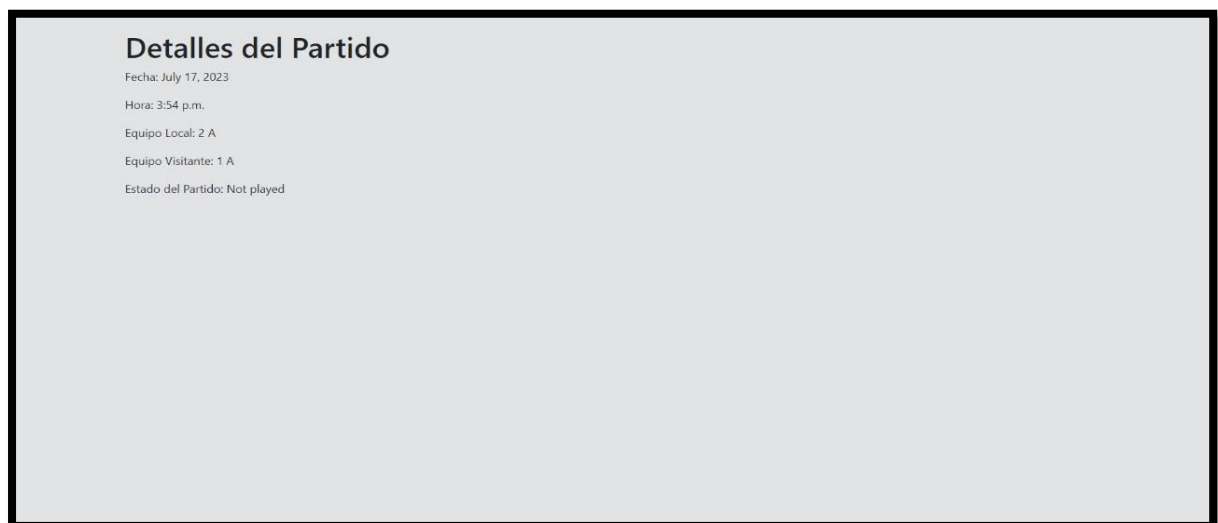 Detalles del Partido
Fecha: July 17, 2023
Hora: 3:54 p.m.
Equipo Local: 2 A
Equipo Visitante: 1 A
Estado del Partido: Not played